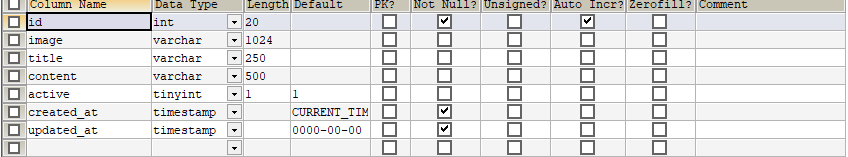 Column Name Data Type Length Default PK? Not Null? Unsigned? Auto Incr? Zerofill? Comment
id int 20
image varchar 1024
title varchar 250
content varchar 500
active tinyint 1 1
created_at timestamp CURRENT_TIM
updated_at timestamp 0000-00-00